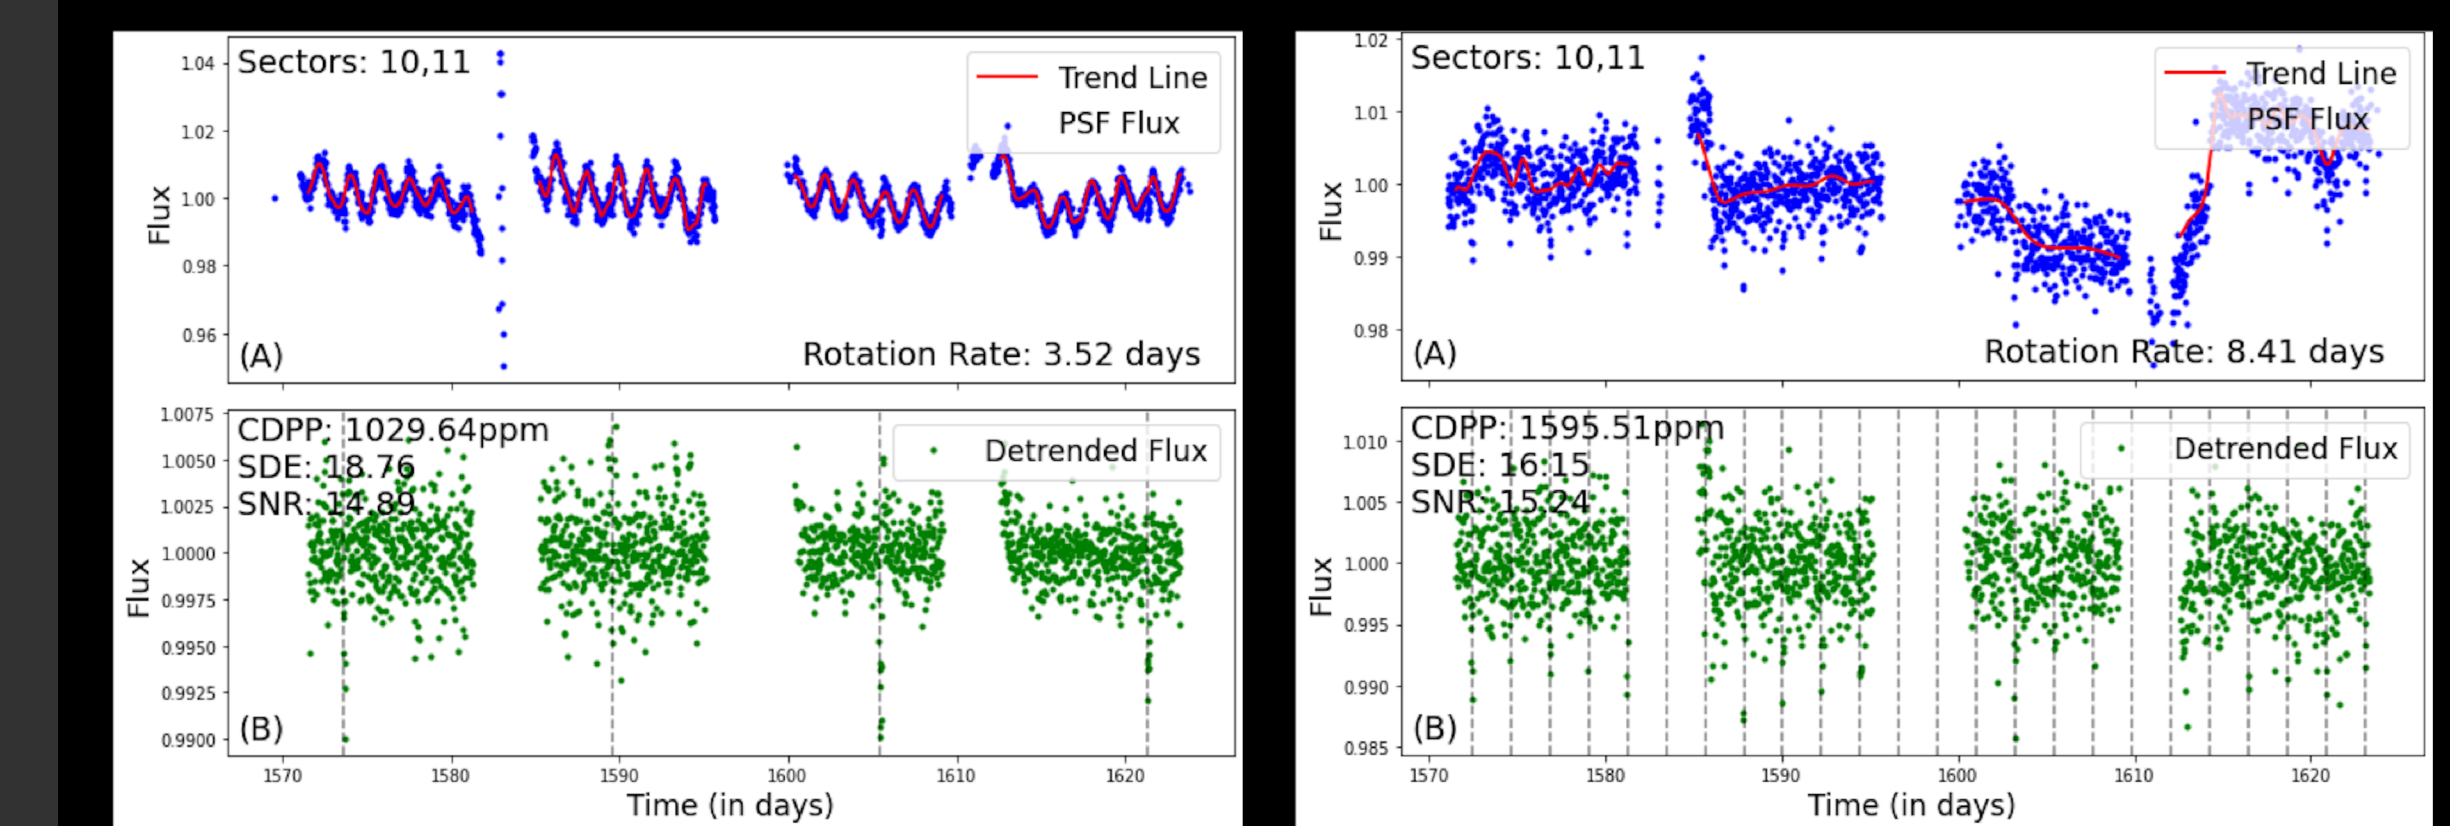 Sectors: 10,11
Trend Line
PSF Flux
1.04
1.02
1.00
0.98
0.96
Flux
(A)
Rotation Rate: 3.52 days
CDPP: 1029.64ppm
SDE: 18.76
SNR: 14.89
Detrended Flux
1.0075
1.0050
1.0025
1.0000
0.9975
0.9950
0.9925
0.9900
Flux
(B)
1570 1580 1590 1600 1610 1620
Time (in days)
Sectors: 10,11
Trend Line
PSF Flux
1.02
1.01
1.00
0.99
0.98
Flux
(A)
Rotation Rate: 8.41 days
CDPP: 1595.51ppm
SDE: 16.15
SNR: 15.24
Detrended Flux
1.010
1.005
1.000
0.995
0.990
0.985
Flux
(B)
1570 1580 1590 1600 1610 1620
Time (in days)